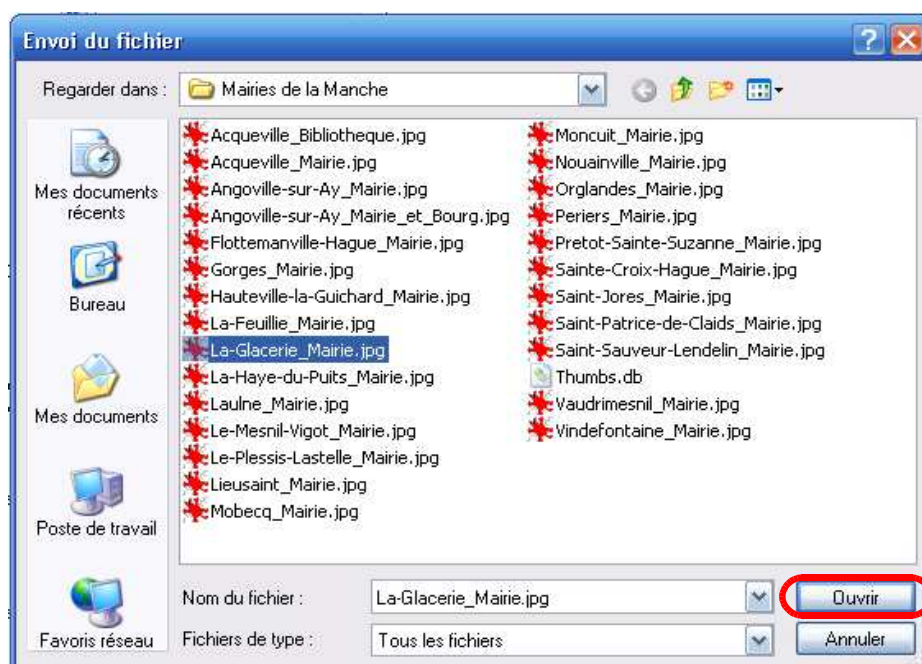 Envoi du fichier
Regarder dans :
Mairies de la Manche
Mes documents
récents
Bureau
Mes documents
Poste de travail
Favoris réseau
Acqueville_Bibliotheque.jpg
Acqueville_Mairie.jpg
Angoville-sur-Ay_Mairie.jpg
Angoville-sur-Ay_Mairie_et_Bourg.jpg
Flottemanville-Hague_Mairie.jpg
Gorges_Mairie.jpg
Hauteville-la-Guichard_Mairie.jpg
La-Feuillie_Mairie.jpg
La-Glacerie_Mairie.jpg
La-Haye-du-Puits_Mairie.jpg
Laulne_Mairie.jpg
Le-Mesnil-Vigot_Mairie.jpg
Le-Plessis-Lastelle_Mairie.jpg
Lieusaint_Mairie.jpg
Mobecq_Mairie.jpg
Moncuit_Mairie.jpg
Nouainville_Mairie.jpg
Orglandes_Mairie.jpg
Periers_Mairie.jpg
Pretot-Sainte-Suzanne_Mairie.jpg
Sainte-Croix-Hague_Mairie.jpg
Saint-Jores_Mairie.jpg
Saint-Patrice-de-Claids_Mairie.jpg
Saint-Sauveur-Lendelin_Mairie.jpg
Thumbs.db
Vaudrimesnil_Mairie.jpg
Vindefontaine_Mairie.jpg
Nom du fichier :
La-Glacerie_Mairie.jpg
Ouvrir
Fichiers de type :
Tous les fichiers
Annuler